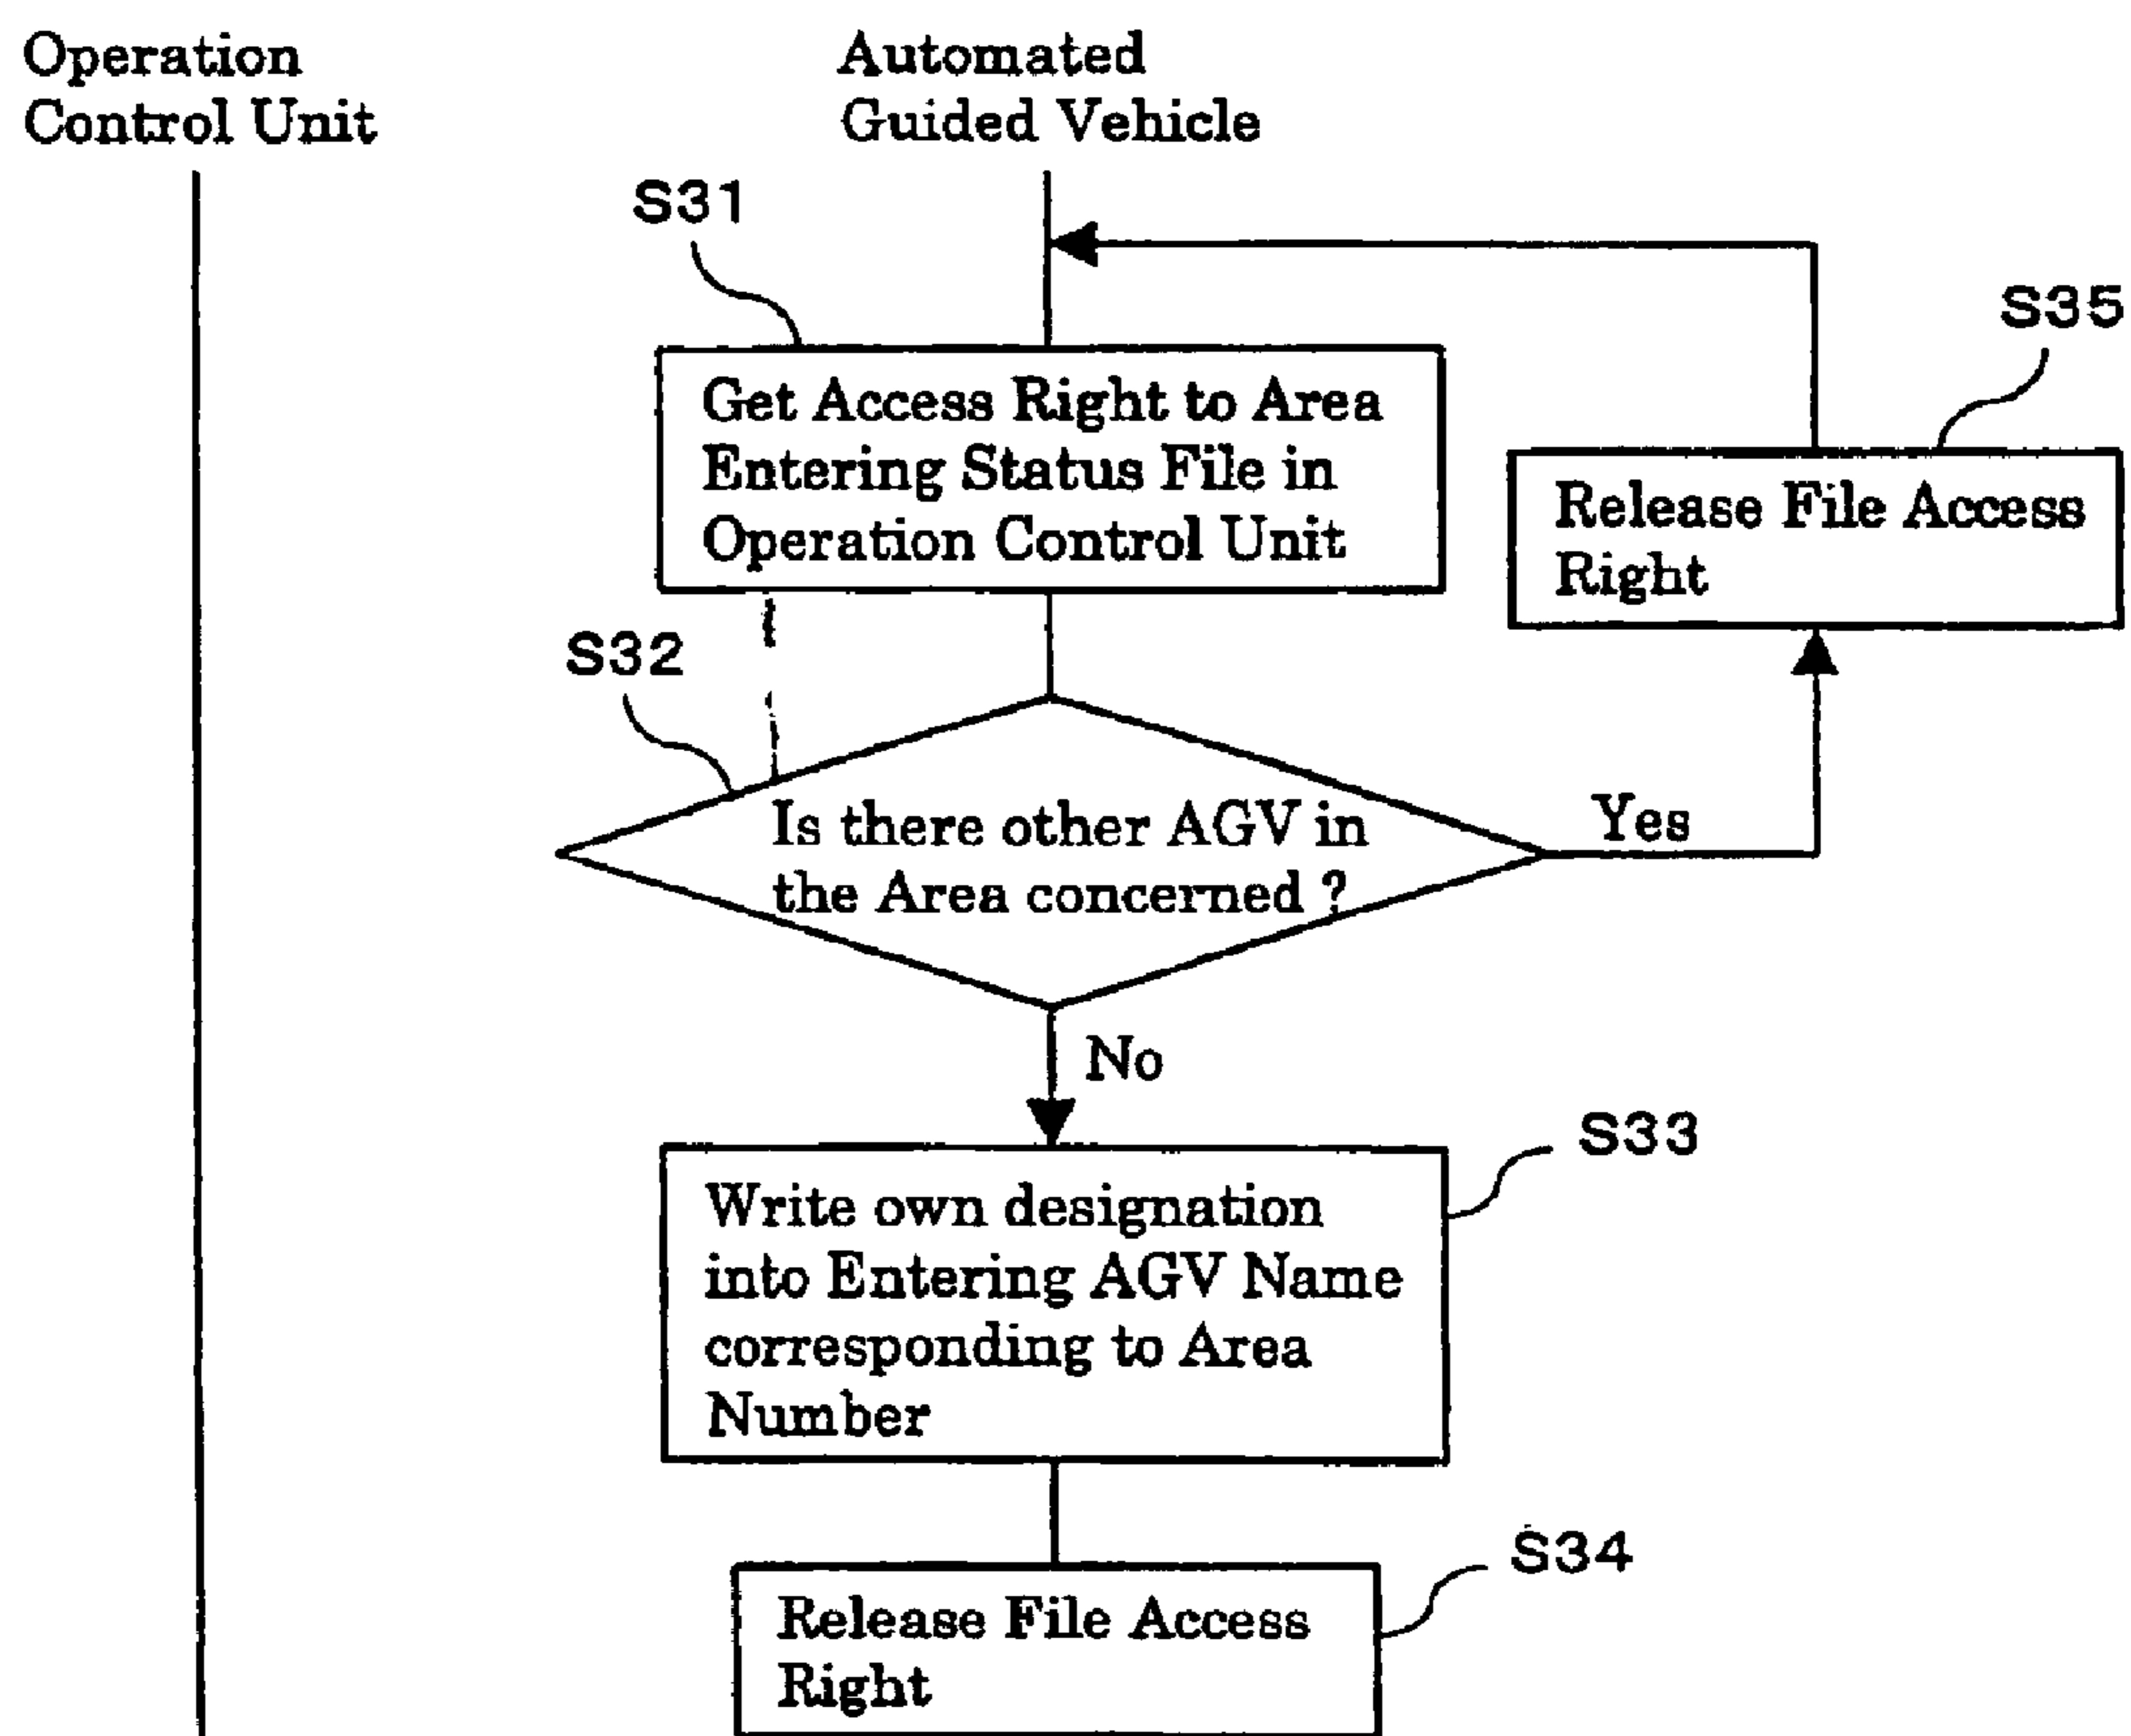 Operation
Control Unit
Automated
Guided Vehicle
S31
S35
Get Access Right to Area
Entering Status File in
Operation Control Unit
Release File Access
Right
S32
Is there other AGV in
the Area concerned ?
Yes
No
S33
Write own designation
into Entering AGV Name
corresponding to Area
Number
S34
Release File Access
Right